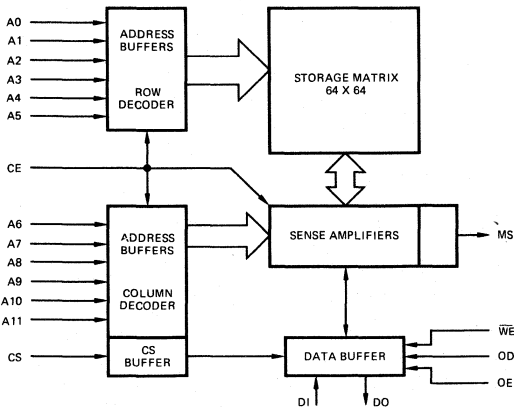 A0
A1
A2
A3
A4
A5
ADDRESS
BUFFERS
ROW
DECODER
STORAGE MATRIX
64 X 64
CE
A6
A7
A8
A9
A10
A11
ADDRESS
BUFFERS
COLUMN
DECODER
SENSE AMPLIFIERS
MS
CS
CS
BUFFER
DATA BUFFER
W̅E̅
OD
OE
DI
DO